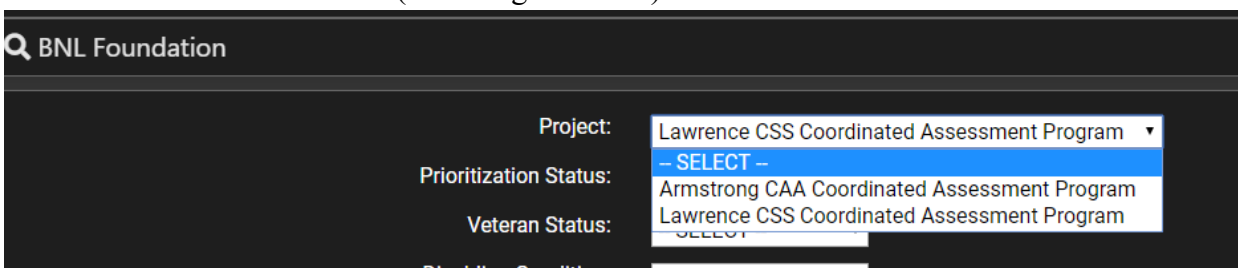 BNL Foundation
Project: Lawrence CSS Coordinated Assessment Program
-- SELECT --
Prioritization Status:
Armstrong CAA Coordinated Assessment Program
Lawrence CSS Coordinated Assessment Program
Veteran Status: